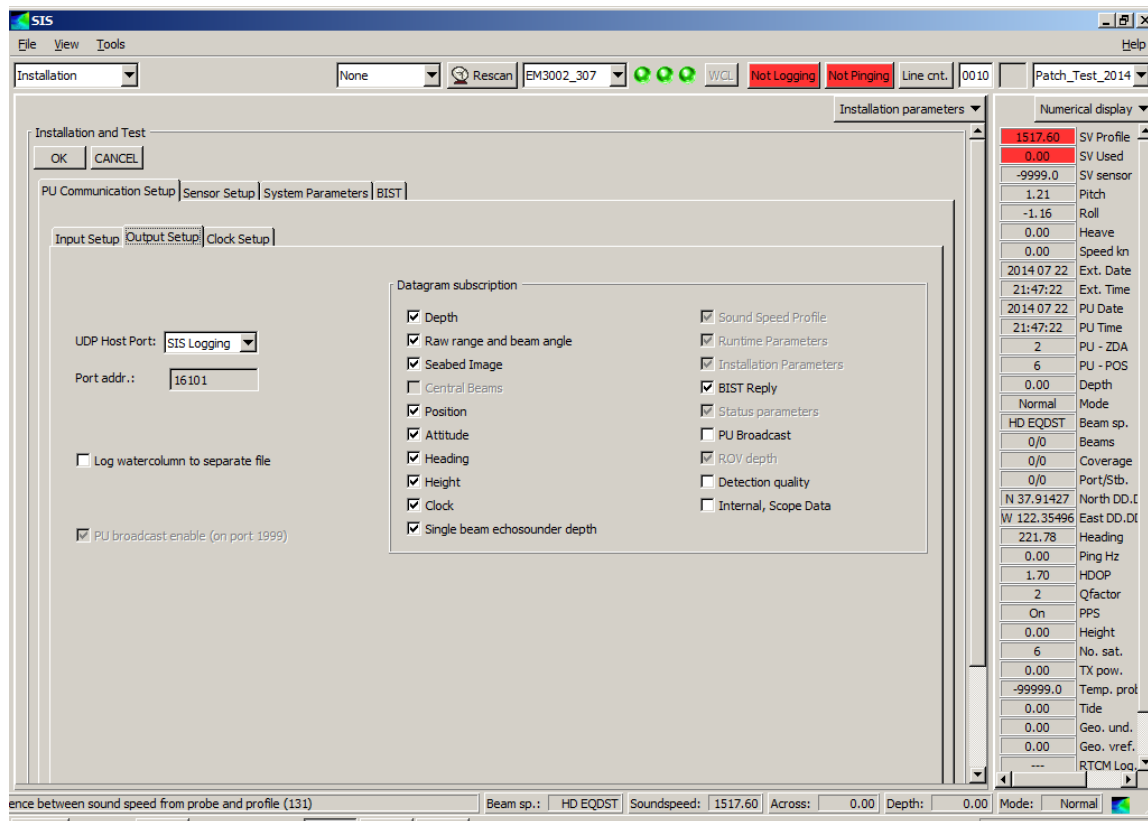 SIS
File View Tools Help
Installation None Rescan EM3002_307 WCL Not Logging Not Pinging Line cnt. 0010 Patch_Test_2014
Installation parameters Numerical display
Installation and Test
OK CANCEL
PU Communication Setup Sensor Setup System Parameters BIST
Input Setup Output Setup Clock Setup
UDP Host Port: SIS Logging
Port addr.: 16101
Log watercolumn to separate file
PU broadcast enable (on port 1999)
Datagram subscription
Depth
Raw range and beam angle
Seabed Image
Central Beams
Position
Attitude
Heading
Height
Clock
Single beam echosounder depth
Sound Speed Profile
Runtime Parameters
Installation Parameters
BIST Reply
Status parameters
PU Broadcast
ROV depth
Detection quality
Internal, Scope Data
1517.60 SV Profile
0.00 SV Used
-9999.0 SV sensor
1.21 Pitch
-1.16 Roll
0.00 Heave
0.00 Speed kn
2014 07 22 Ext. Date
21:47:22 Ext. Time
2014 07 22 PU Date
21:47:22 PU Time
2 PU - ZDA
6 PU - POS
0.00 Depth
Normal Mode
HD EQDST Beam sp.
0/0 Beams
0/0 Coverage
0/0 Port/Stb.
N 37.91427 North DD.
W 122.35496 East DD.
221.78 Heading
0.00 Ping Hz
1.70 HDOP
2 Qfactor
On PPS
0.00 Height
6 No. sat.
0.00 TX pow.
-99999.0 Temp. prob
0.00 Tide
0.00 Geo. und.
0.00 Geo. vref.
--- RTCM Log.
ence between sound speed from probe and profile (131) Beam sp.: HD EQDST Soundspeed: 1517.60 Across: 0.00 Depth: 0.00 Mode: Normal